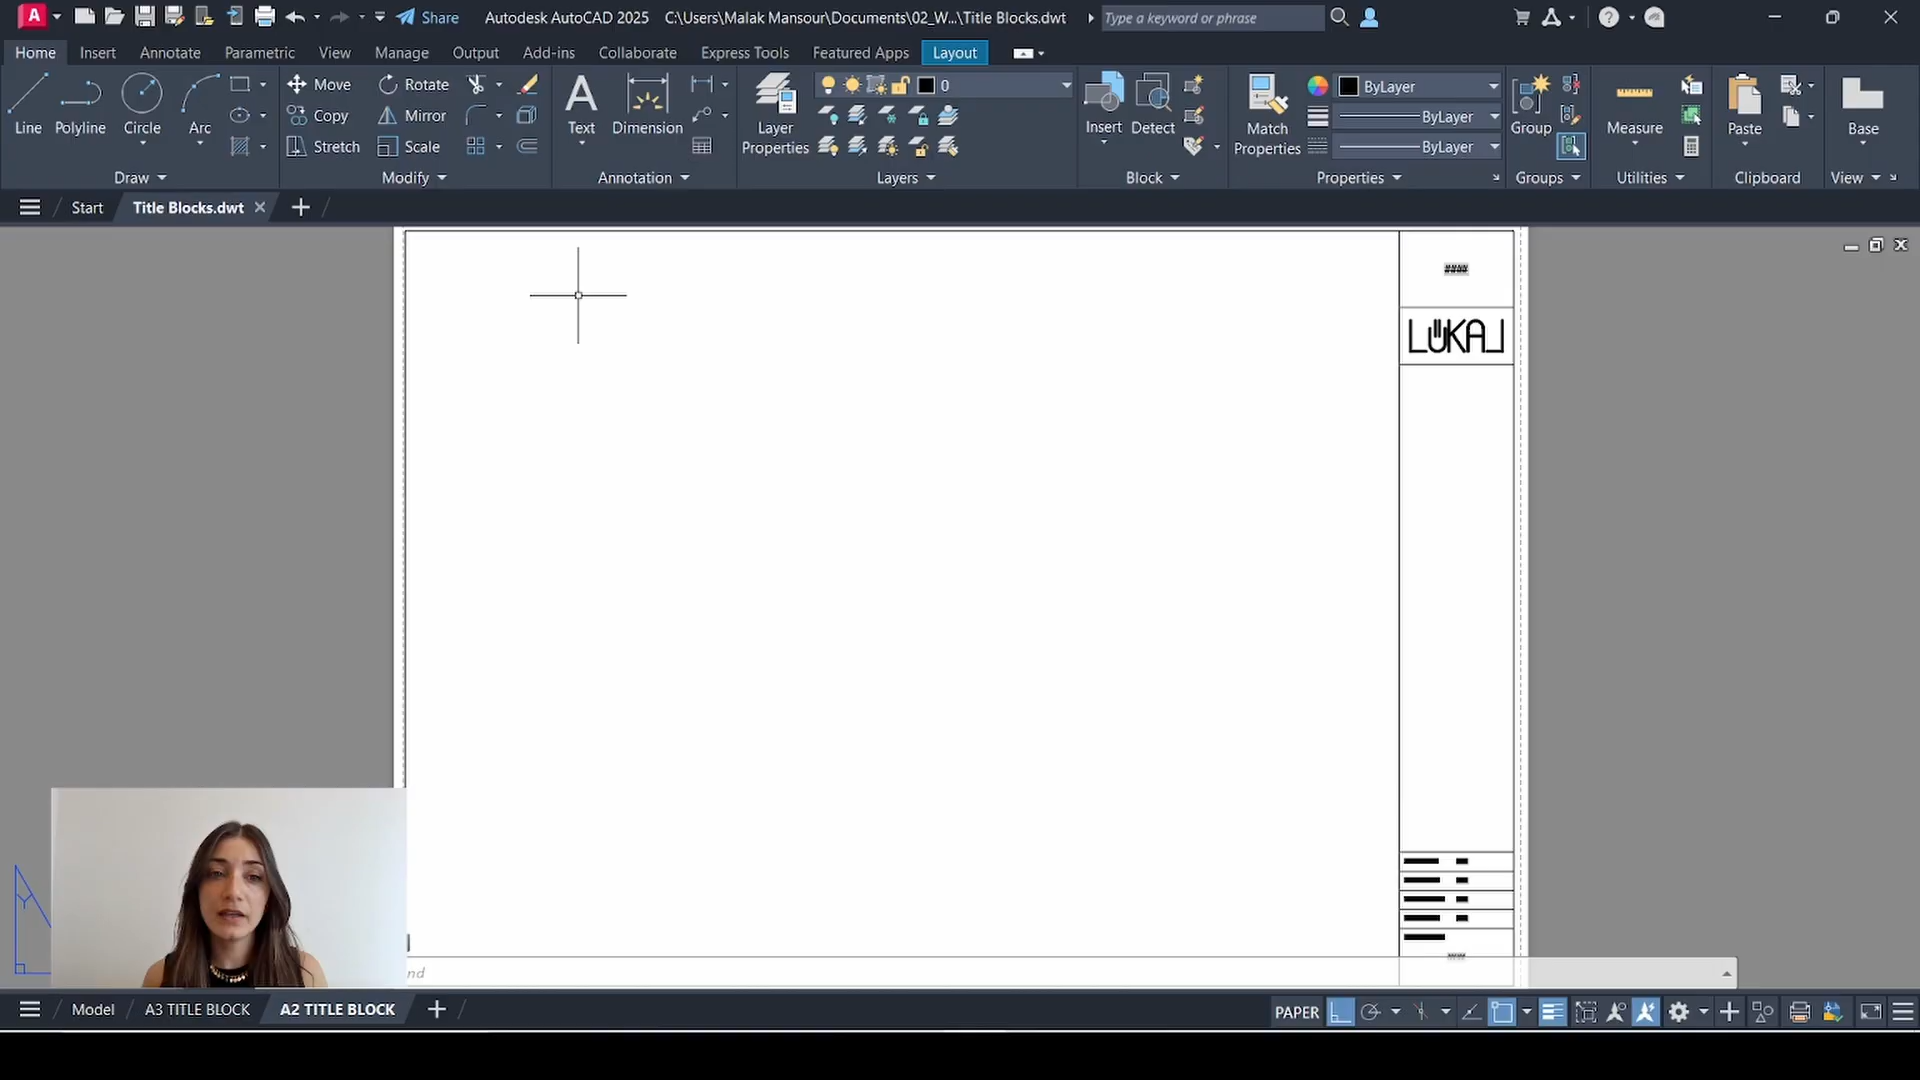 Share
Autodesk AutoCAD 2025
C:\Users\Malak Mansour\Documents\02_W...\Title Blocks.dwt
Type a keyword or phrase
Home
Insert
Annotate
Parametric
View
Manage
Output
Add-ins
Collaborate
Express Tools
Featured Apps
Layout
Line
Polyline
Circle
Arc
Draw
Move
Rotate
Copy
Mirror
Stretch
Scale
Modify
Text
Dimension
Annotation
Layer
Properties
0
Layers
Insert
Detect
Block
Match
Properties
ByLayer
ByLayer
ByLayer
Properties
Group
Groups
Measure
Utilities
Paste
Clipboard
Base
View
Start
Title Blocks.dwt
####
LUKAL
Y
nd
Model
A3 TITLE BLOCK
A2 TITLE BLOCK
PAPER